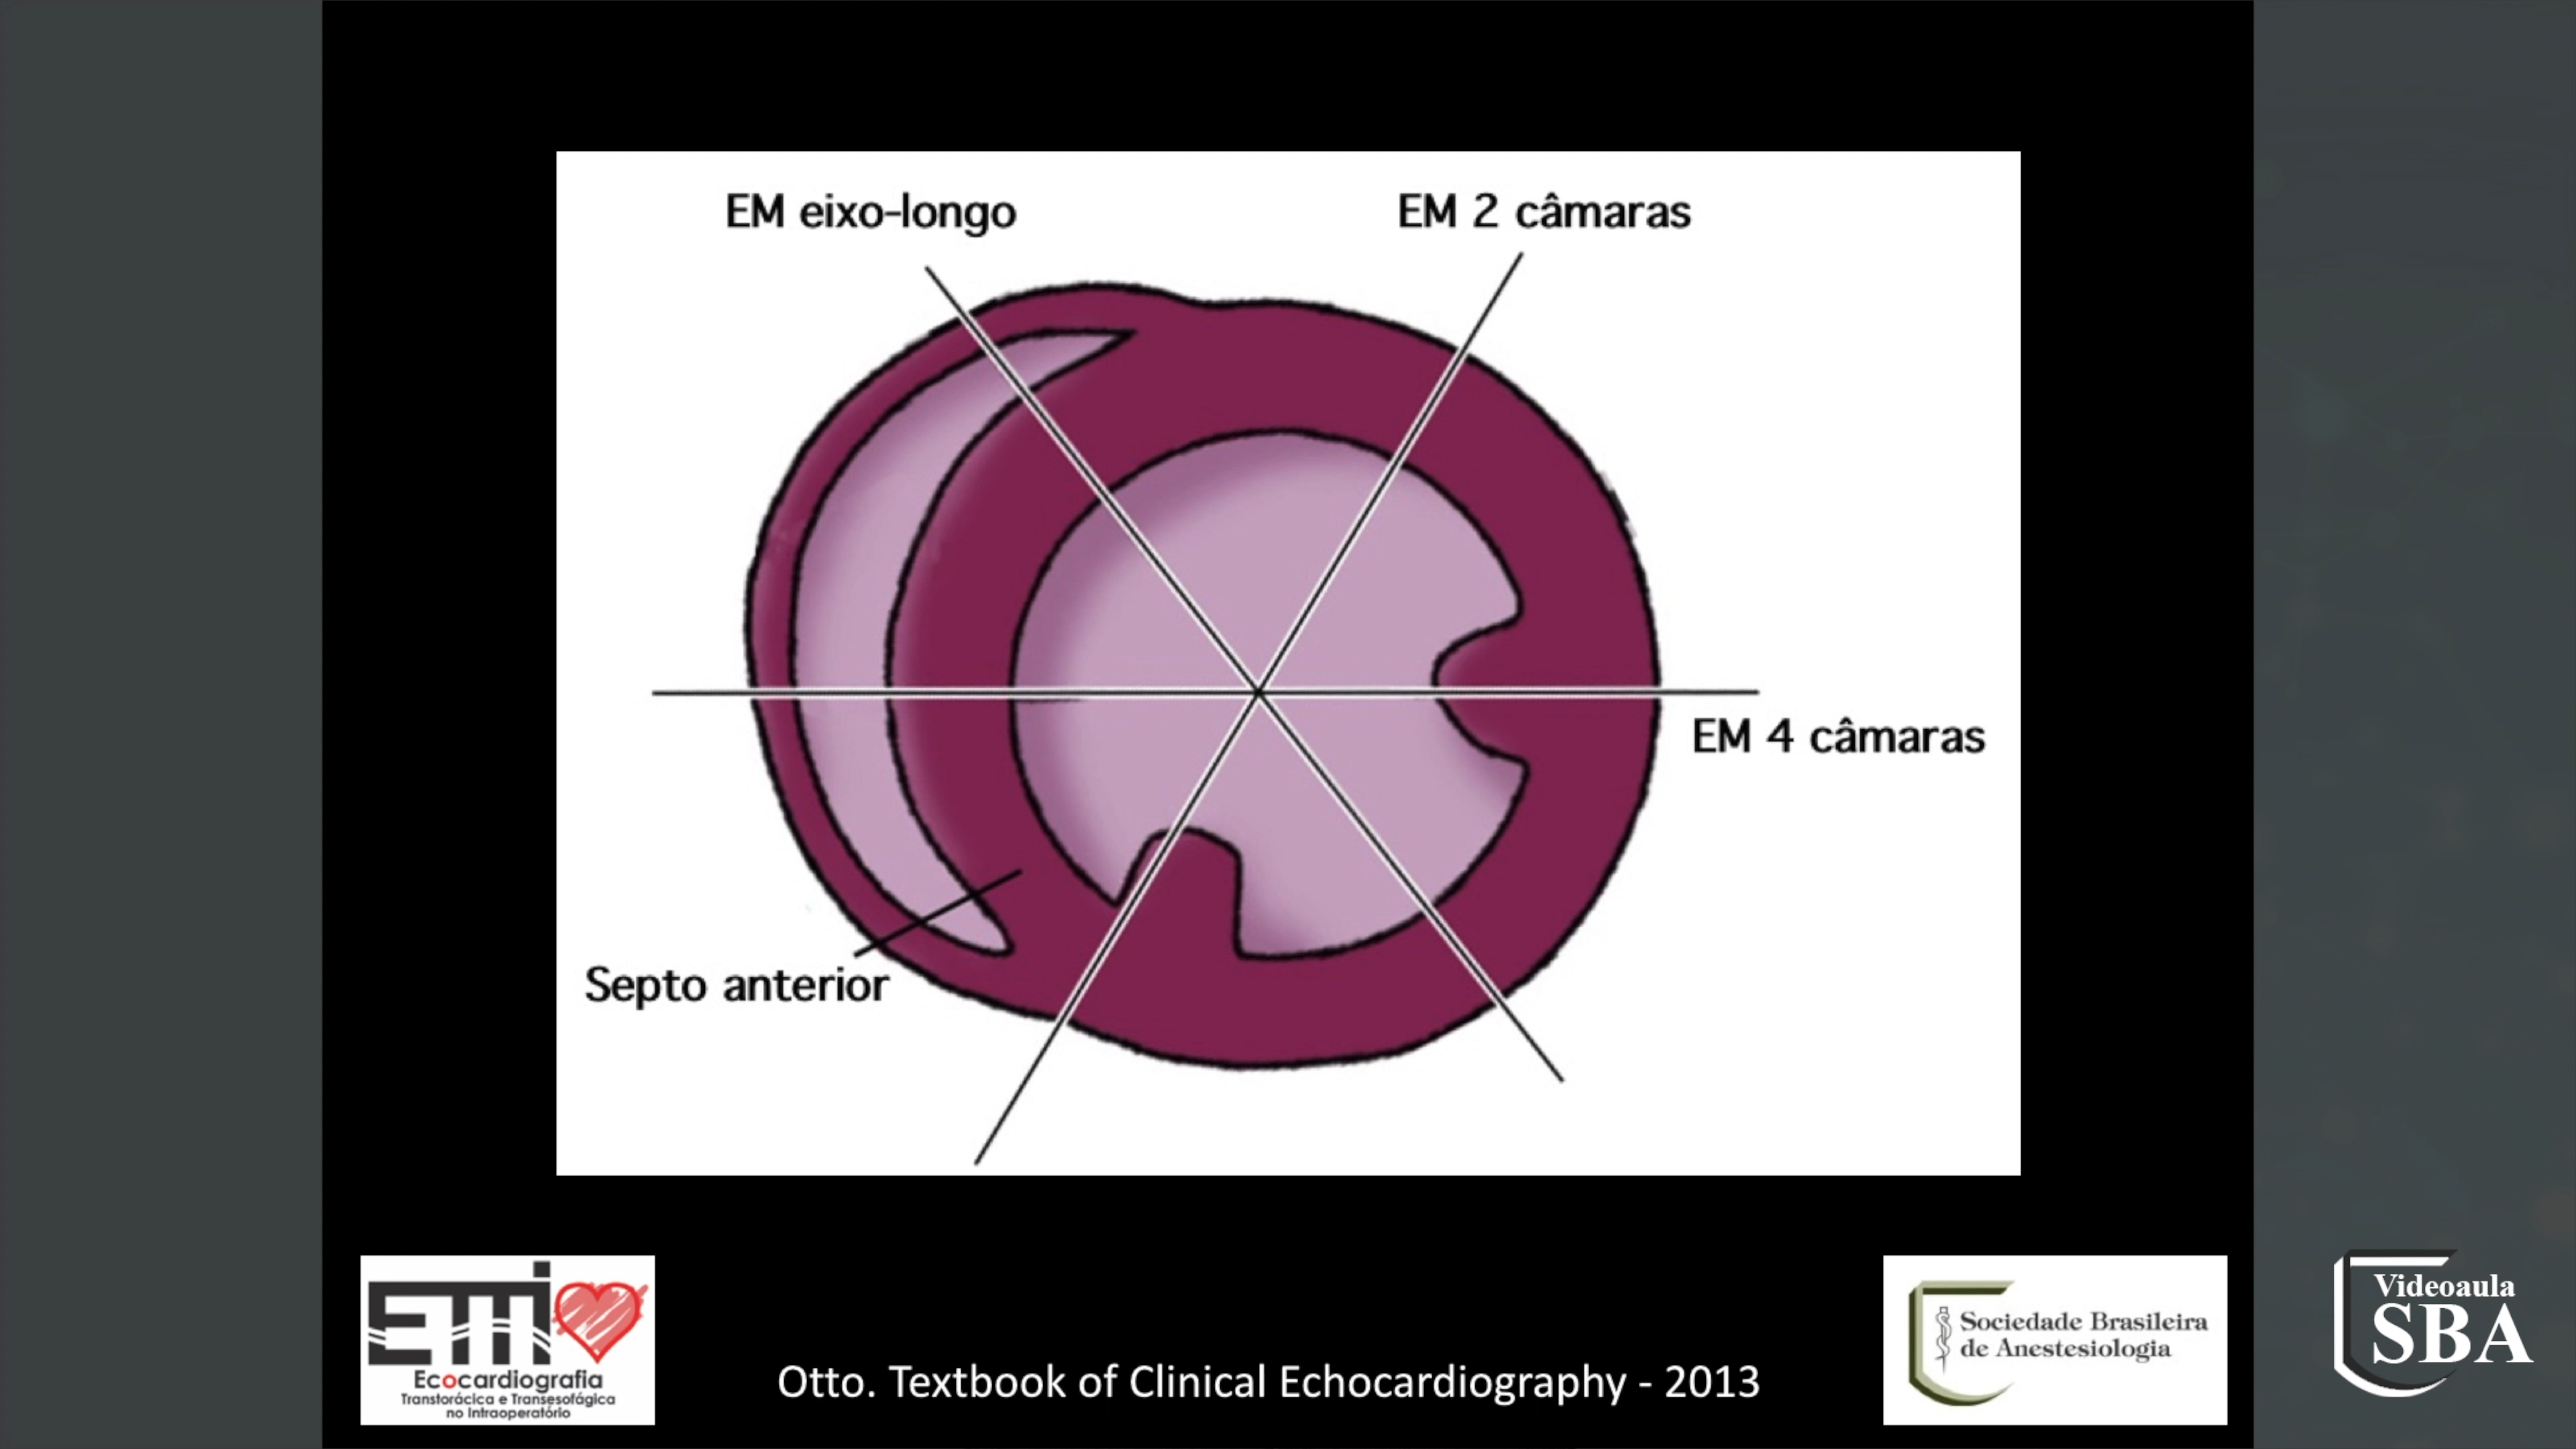 EM eixo-longo
EM 2 câmaras
EM 4 câmaras
Septo anterior
EMi
Ecocardiografia
Transtorácica e Transesofágica
no Intraoperatório
Otto. Textbook of Clinical Echocardiography - 2013
Sociedade Brasileira
de Anestesiologia
Videoaula
SBA